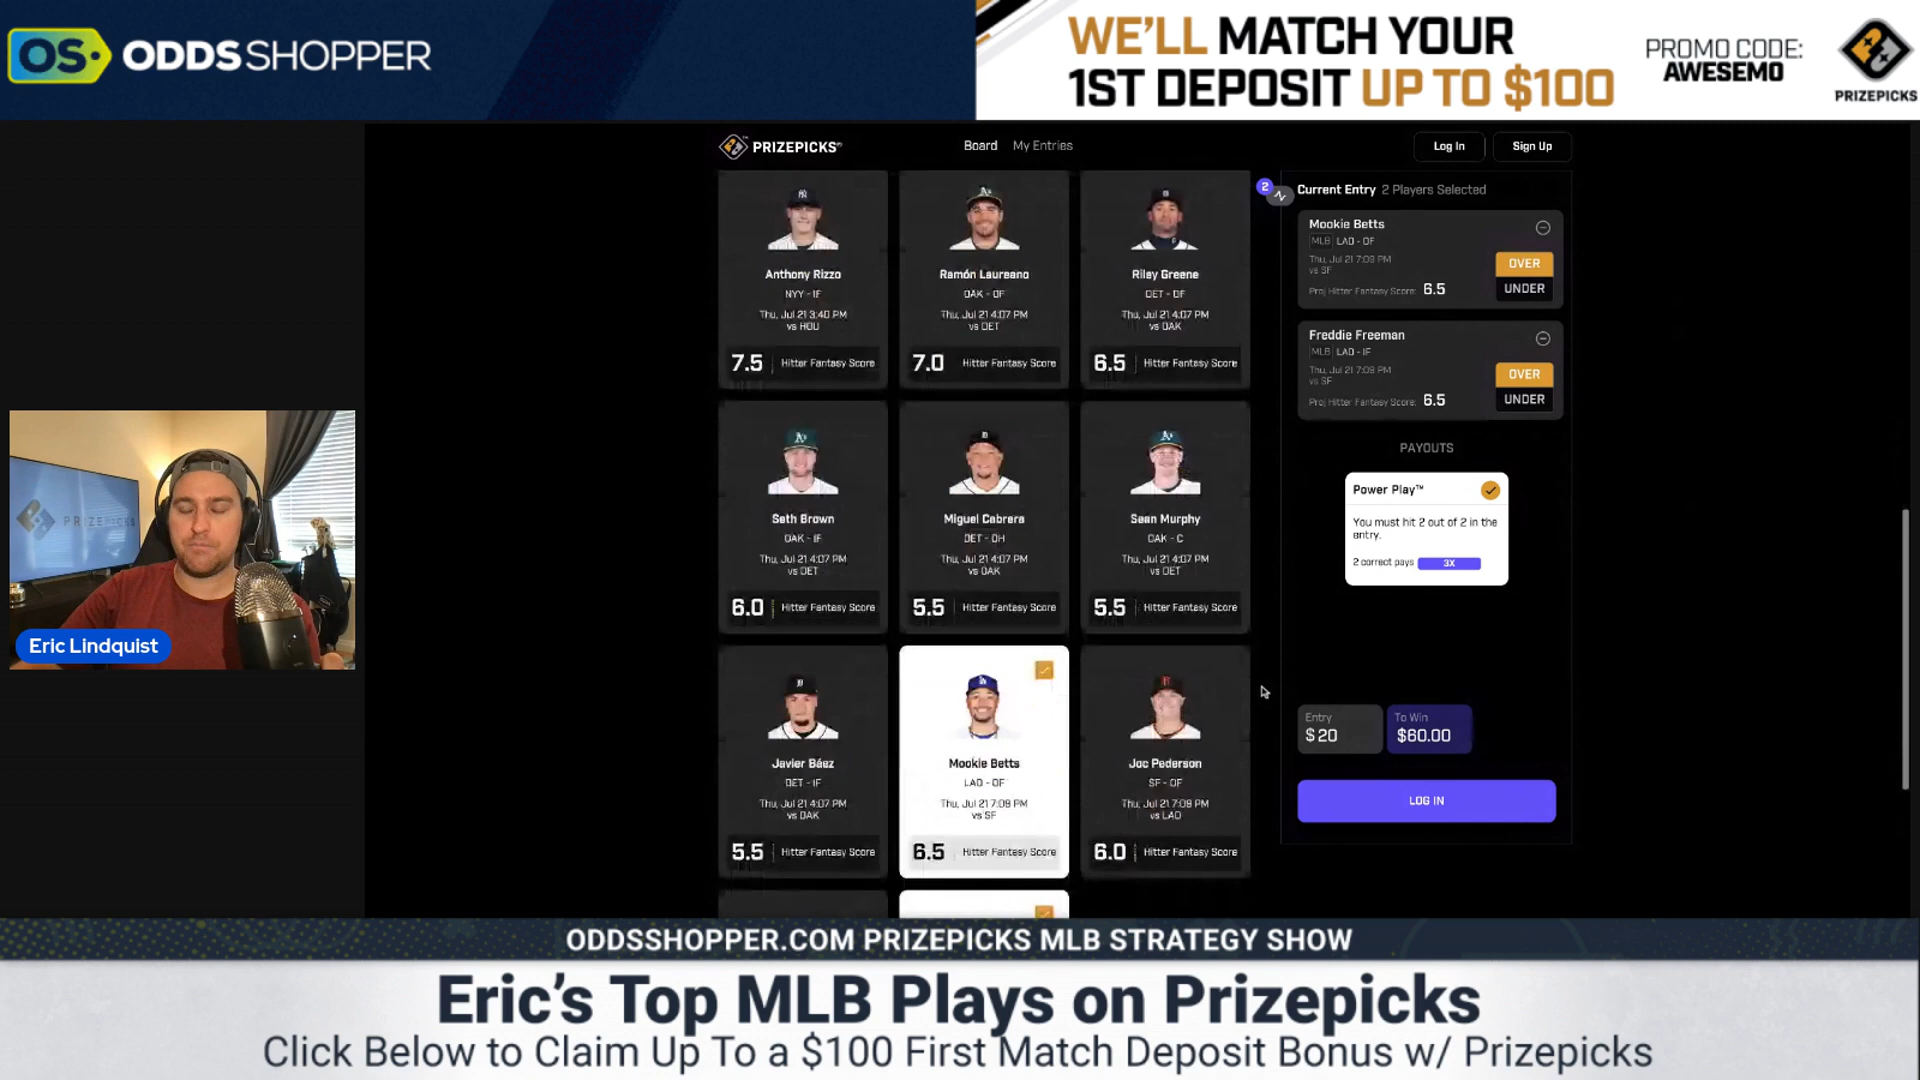 OS ODDSSHOPPER
WE'LL MATCH YOUR
1ST DEPOSIT UP TO $100
PROMO CODE:
AWESEMO
PRIZEPICKS
PRIZEPICKS
Board My Entries
Log In Sign Up
Anthony Rizzo
NYY - IF
Thu, Jul 21 3:40 PM
vs HOU
7.5 Hitter Fantasy Score
Ramón Laureano
OAK - OF
Thu, Jul 21 4:07 PM
vs DET
7.0 Hitter Fantasy Score
Riley Greene
DET - OF
Thu, Jul 21 4:07 PM
vs OAK
6.5 Hitter Fantasy Score
Seth Brown
OAK - IF
Thu, Jul 21 4:07 PM
vs DET
6.0 Hitter Fantasy Score
Miguel Cabrera
DET - DH
Thu, Jul 21 4:07 PM
vs OAK
5.5 Hitter Fantasy Score
Sean Murphy
OAK - C
Thu, Jul 21 4:07 PM
vs DET
5.5 Hitter Fantasy Score
Javier Báez
DET - IF
Thu, Jul 21 4:07 PM
vs OAK
5.5 Hitter Fantasy Score
Mookie Betts
LAD - OF
Thu, Jul 21 7:09 PM
vs SF
6.5 Hitter Fantasy Score
Joc Pederson
SF - OF
Thu, Jul 21 7:09 PM
vs LAD
6.0 Hitter Fantasy Score
2
Current Entry 2 Players Selected
Mookie Betts
MLB LAD - OF
Thu, Jul 21 7:09 PM
vs SF
Proj Hitter Fantasy Score: 6.5
OVER
UNDER
Freddie Freeman
MLB LAD - IF
Thu, Jul 21 7:09 PM
vs SF
Proj Hitter Fantasy Score: 6.5
OVER
UNDER
PAYOUTS
Power Play™
You must hit 2 out of 2 in the
entry.
2 correct pays 3X
Entry
$ 20
To Win
$60.00
LOG IN
PRIZEPICKS
Eric Lindquist
ODDSSHOPPER.COM PRIZEPICKS MLB STRATEGY SHOW
Eric's Top MLB Plays on Prizepicks
Click Below to Claim Up To a $100 First Match Deposit Bonus w/ Prizepicks